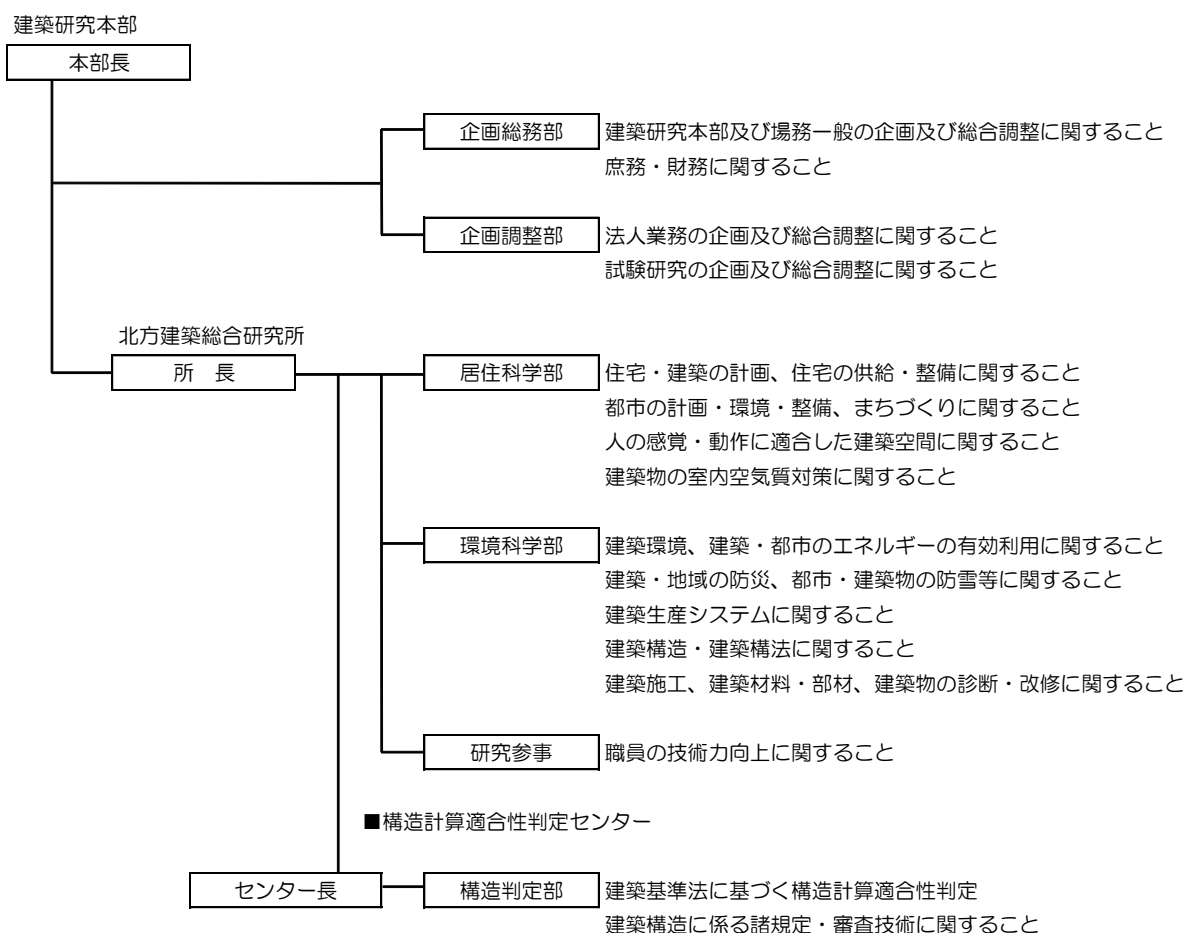 建築研究本部
本部長
企画総務部 建築研究本部及び場務一般の企画及び総合調整に関すること
庶務・財務に関すること
企画調整部 法人業務の企画及び総合調整に関すること
試験研究の企画及び総合調整に関すること
北方建築総合研究所
所 長
居住科学部 住宅・建築の計画、住宅の供給・整備に関すること
都市の計画・環境・整備、まちづくりに関すること
人の感覚・動作に適合した建築空間に関すること
建築物の室内空気質対策に関すること
環境科学部 建築環境、建築・都市のエネルギーの有効利用に関すること
建築・地域の防災、都市・建築物の防雪等に関すること
建築生産システムに関すること
建築構造・建築構法に関すること
建築施工、建築材料・部材、建築物の診断・改修に関すること
研究参事 職員の技術力向上に関すること
■構造計算適合性判定センター
センター長 構造判定部 建築基準法に基づく構造計算適合性判定
建築構造に係る諸規定・審査技術に関すること